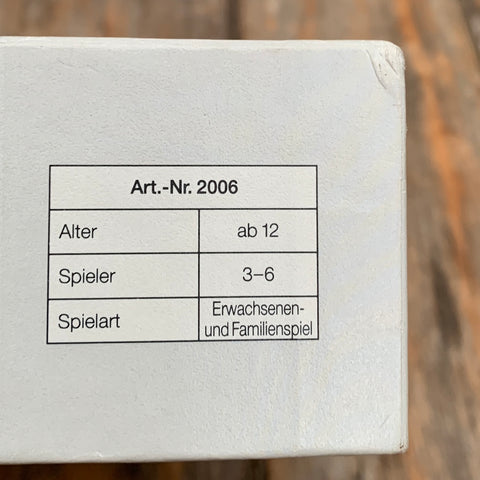 Art.-Nr. 2006
Alter ab 12
Spieler 3–6
Spielart Erwachsenen-
und Familienspiel